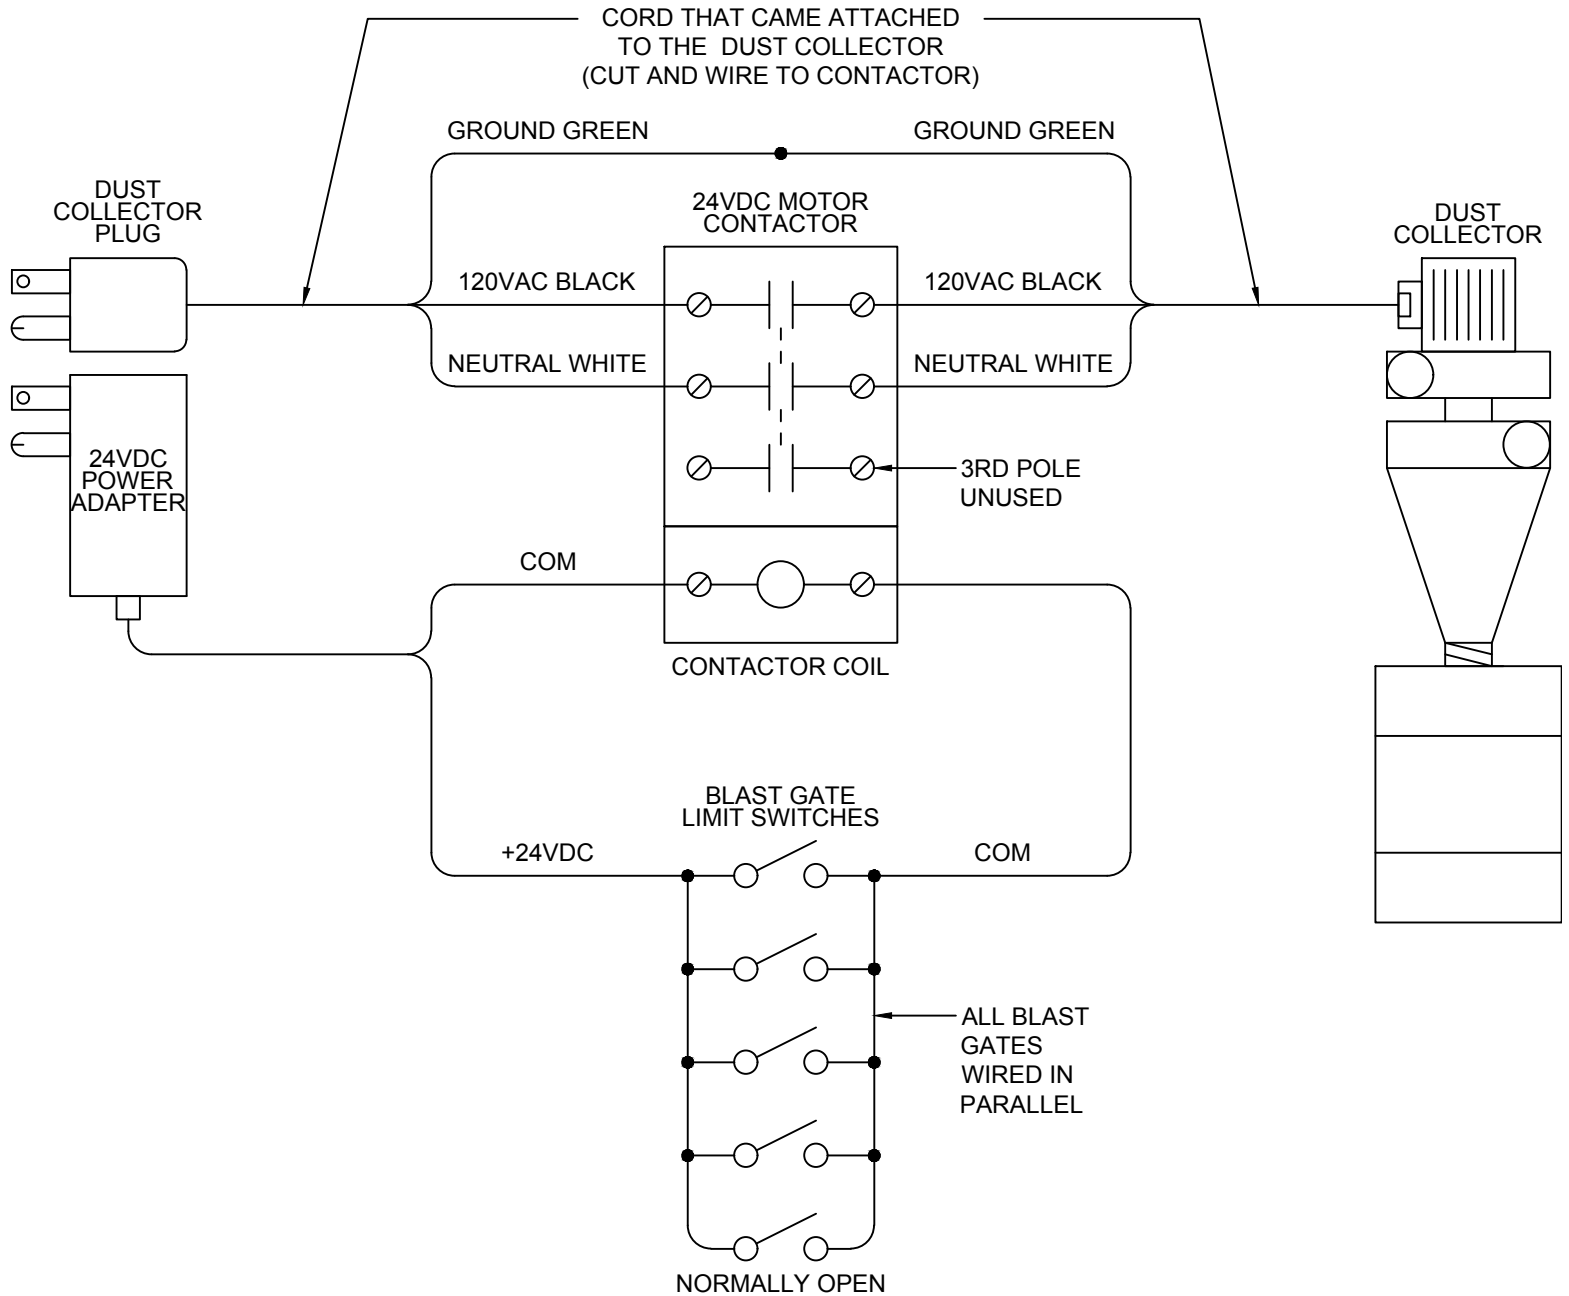 CORD THAT CAME ATTACHED
TO THE DUST COLLECTOR
(CUT AND WIRE TO CONTACTOR)
GROUND GREEN
GROUND GREEN
DUST
COLLECTOR
PLUG
24VDC MOTOR
CONTACTOR
DUST
COLLECTOR
120VAC BLACK
120VAC BLACK
NEUTRAL WHITE
NEUTRAL WHITE
24VDC
POWER
ADAPTER
3RD POLE
UNUSED
COM
CONTACTOR COIL
BLAST GATE
LIMIT SWITCHES
+24VDC
COM
ALL BLAST
GATES
WIRED IN
PARALLEL
NORMALLY OPEN